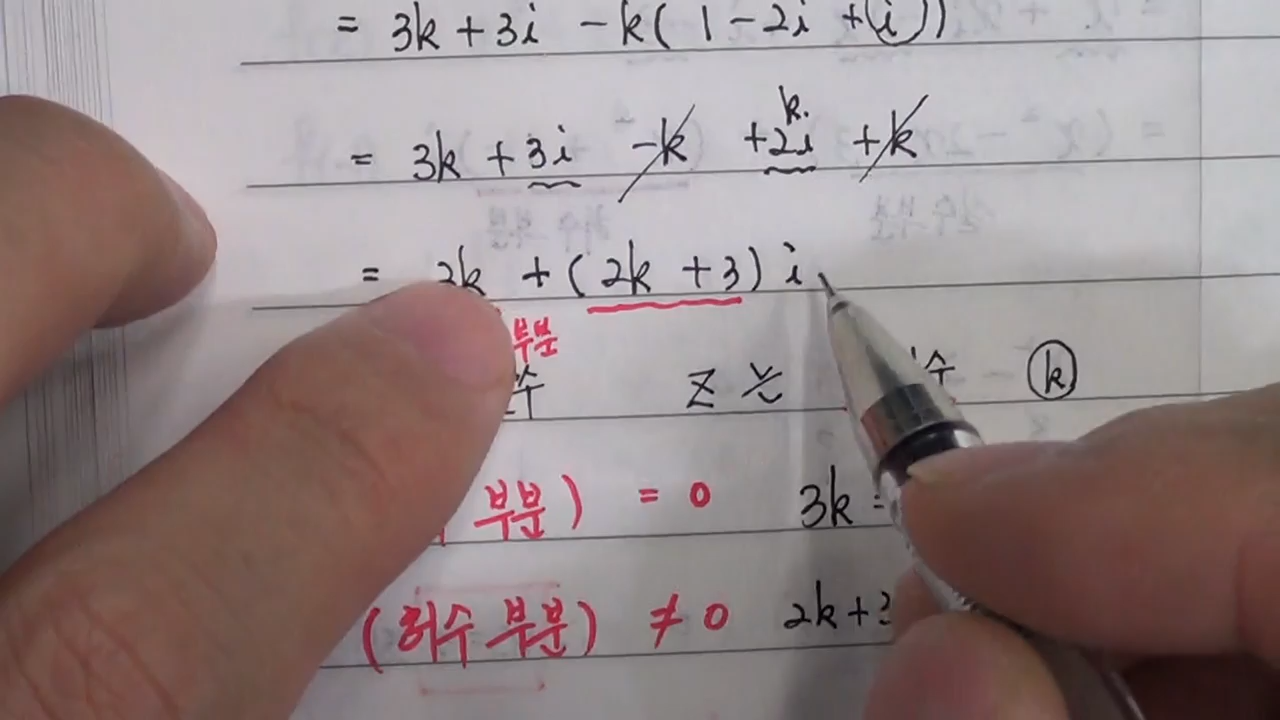 = 3k + 3i - k( 1 - 2i + i ))
= 3k + 3i -k +2i k. +k
= 3k + (2k + 3) i
부분
Z 는 k
부분) = 0 3k =
(허수 부분) ≠ 0 2k+3